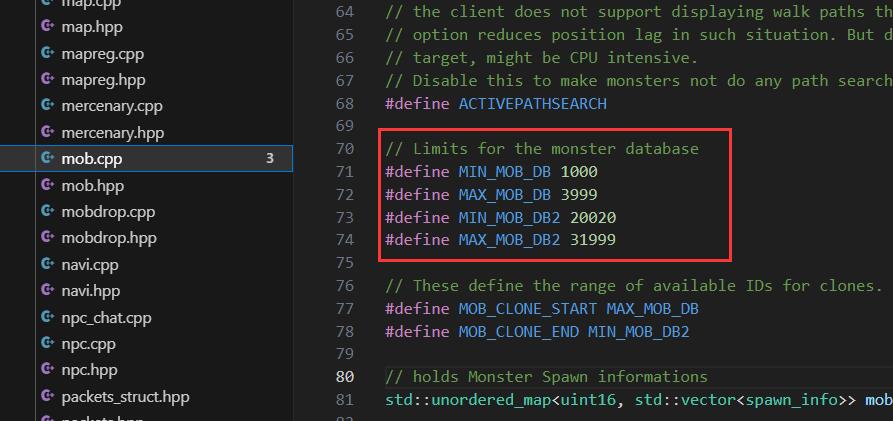 map.cpp
map.hpp
mapreg.cpp
mapreg.hpp
mercenary.cpp
mercenary.hpp
mob.cpp 3
mob.hpp
mobdrop.cpp
mobdrop.hpp
navi.cpp
navi.hpp
npc_chat.cpp
npc.cpp
npc.hpp
packets_struct.hpp
packets.hpp
64 // the client does not support displaying walk paths th
65 // option reduces position lag in such situation. But d
66 // target, might be CPU intensive.
67 // Disable this to make monsters not do any path search
68 #define ACTIVEPATHSEARCH
69
70 // Limits for the monster database
71 #define MIN_MOB_DB 1000
72 #define MAX_MOB_DB 3999
73 #define MIN_MOB_DB2 20020
74 #define MAX_MOB_DB2 31999
75
76 // These define the range of available IDs for clones.
77 #define MOB_CLONE_START MAX_MOB_DB
78 #define MOB_CLONE_END MIN_MOB_DB2
79
80 // holds Monster Spawn informations
81 std::unordered_map<uint16, std::vector<spawn_info>> mob